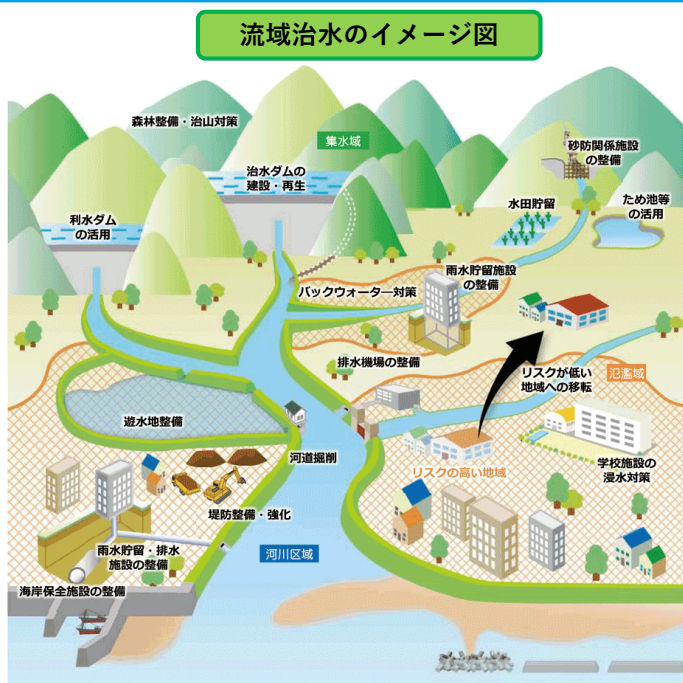 流域治水のイメージ図
森林整備・治山対策
集水域
砂防関係施設
の整備
治水ダムの
建設・再生
水田貯留
ため池等
の活用
利水ダム
の活用
雨水貯留施設
の整備
バックウォーター対策
排水機場の整備
リスクが低い
地域への移転
氾濫域
遊水地整備
河道掘削
リスクの高い地域
学校施設の
浸水対策
堤防整備・強化
雨水貯留・排水
施設の整備
河川区域
海岸保全施設の整備